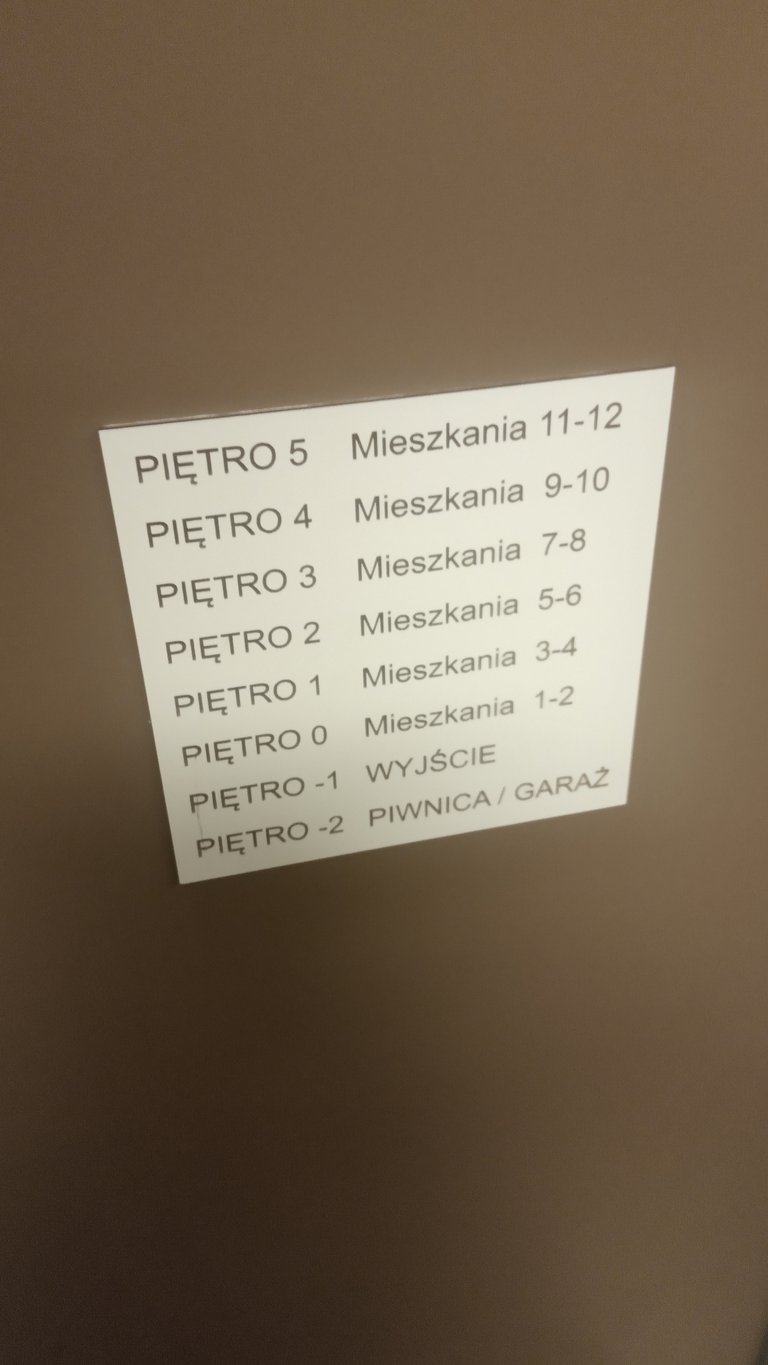 PIĘTRO 5 Mieszkania 11-12
PIĘTRO 4 Mieszkania 9-10
PIĘTRO 3 Mieszkania 7-8
PIĘTRO 2 Mieszkania 5-6
PIĘTRO 1 Mieszkania 3-4
PIĘTRO 0 Mieszkania 1-2
PIĘTRO -1 WYJŚCIE
PIĘTRO -2 PIWNICA / GARAŻ